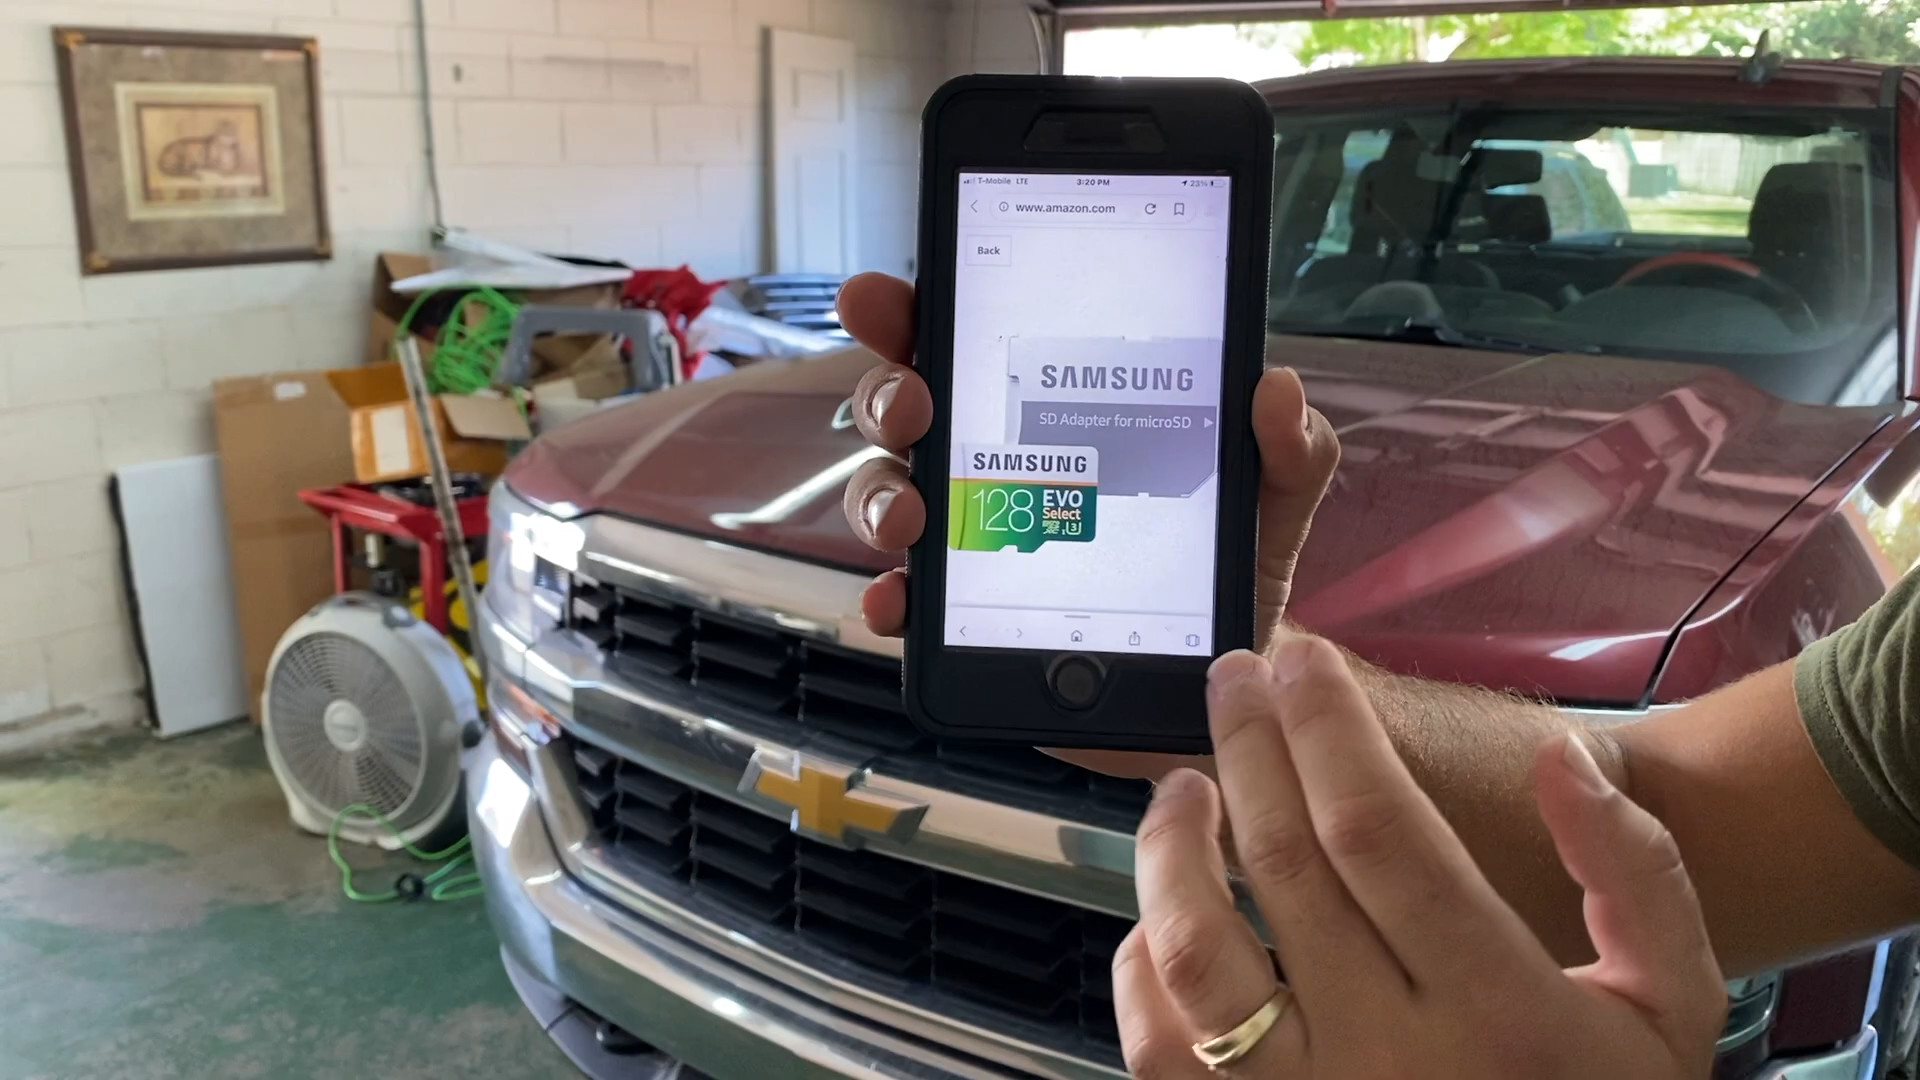 T-Mobile LTE 3:20 PM 23%
www.amazon.com
Back
SAMSUNG
SD Adapter for microSD
SAMSUNG
128 EVO
Select